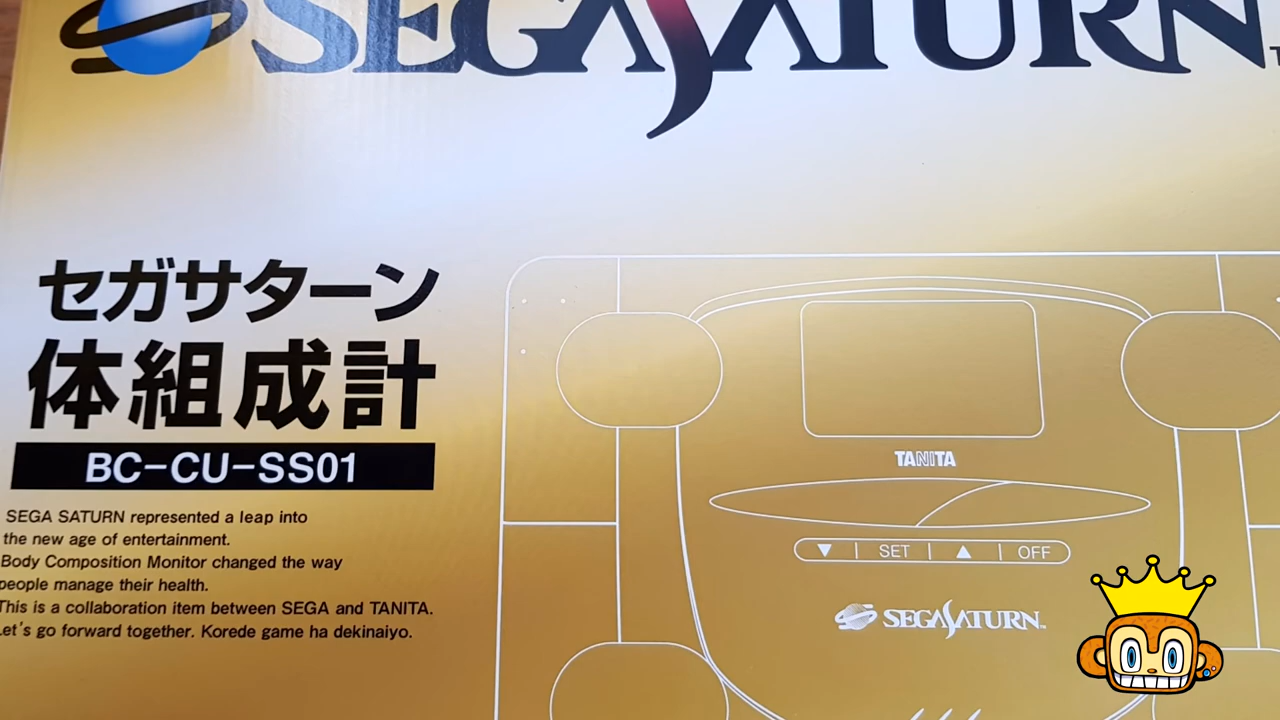 SEGA SATURN
セガサターン
体組成計
BC-CU-SS01
SEGA SATURN represented a leap into
the new age of entertainment.
Body Composition Monitor changed the way
people manage their health.
This is a collaboration item between SEGA and TANITA.
Let's go forward together. Korede game ha dekinaiyo.
TANITA
▼ | SET | ▲ | OFF
SEGA SATURN™